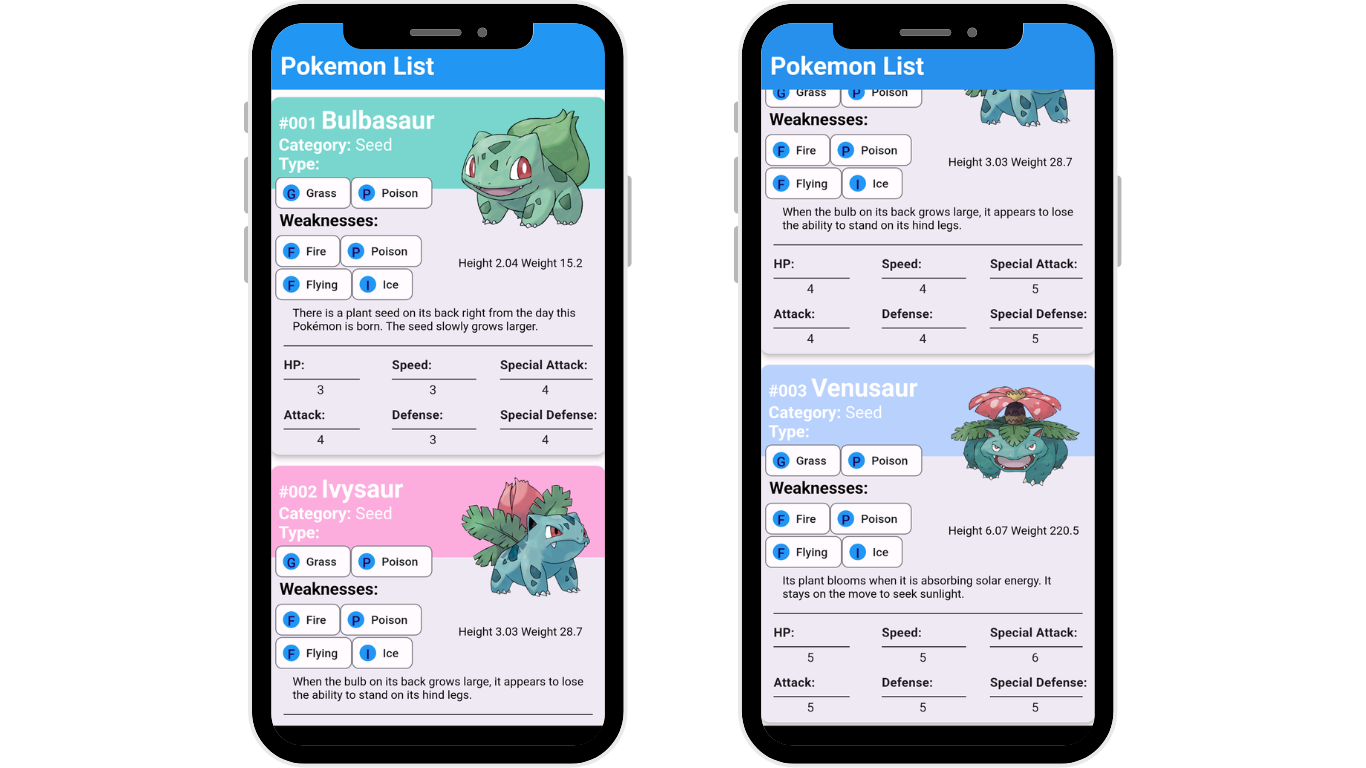 Pokemon List
#001 Bulbasaur
Category: Seed
Type:
G Grass P Poison
Weaknesses:
F Fire P Poison
F Flying I Ice
Height 2.04 Weight 15.2
There is a plant seed on its back right from the day this
Pokémon is born. The seed slowly grows larger.
HP: Speed: Special Attack:
3 3 4
Attack: Defense: Special Defense:
4 3 4
#002 Ivysaur
Category: Seed
Type:
G Grass P Poison
Weaknesses:
F Fire P Poison
F Flying I Ice
Height 3.03 Weight 28.7
When the bulb on its back grows large, it appears to lose
the ability to stand on its hind legs.
Pokemon List
G Grass P Poison
Weaknesses:
F Fire P Poison
F Flying I Ice
Height 3.03 Weight 28.7
When the bulb on its back grows large, it appears to lose
the ability to stand on its hind legs.
HP: Speed: Special Attack:
4 4 5
Attack: Defense: Special Defense:
4 4 5
#003 Venusaur
Category: Seed
Type:
G Grass P Poison
Weaknesses:
F Fire P Poison
F Flying I Ice
Height 6.07 Weight 220.5
Its plant blooms when it is absorbing solar energy. It
stays on the move to seek sunlight.
HP: Speed: Special Attack:
5 5 6
Attack: Defense: Special Defense:
5 5 5